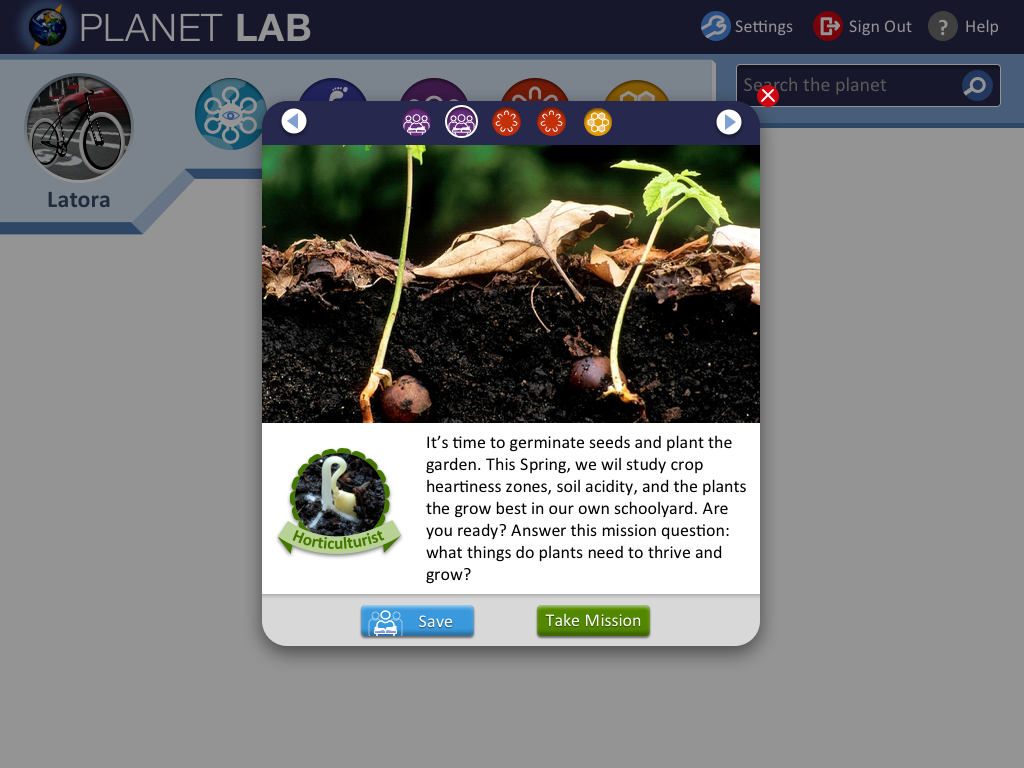 PLANET LAB
Settings
Sign Out
? Help
Search the planet
Latora
It's time to germinate seeds and plant the
garden. This Spring, we wil study crop
heartiness zones, soil acidity, and the plants
the grow best in our own schoolyard. Are
you ready? Answer this mission question:
what things do plants need to thrive and
grow?
Horticulturist
Save
Take Mission